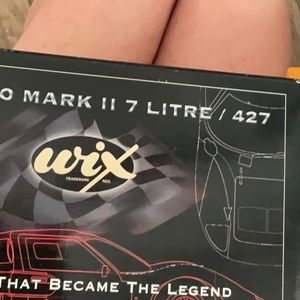 O MARK II 7 LITRE / 427
wix
TRADEMARK REG.
THAT BECAME THE LEGEND